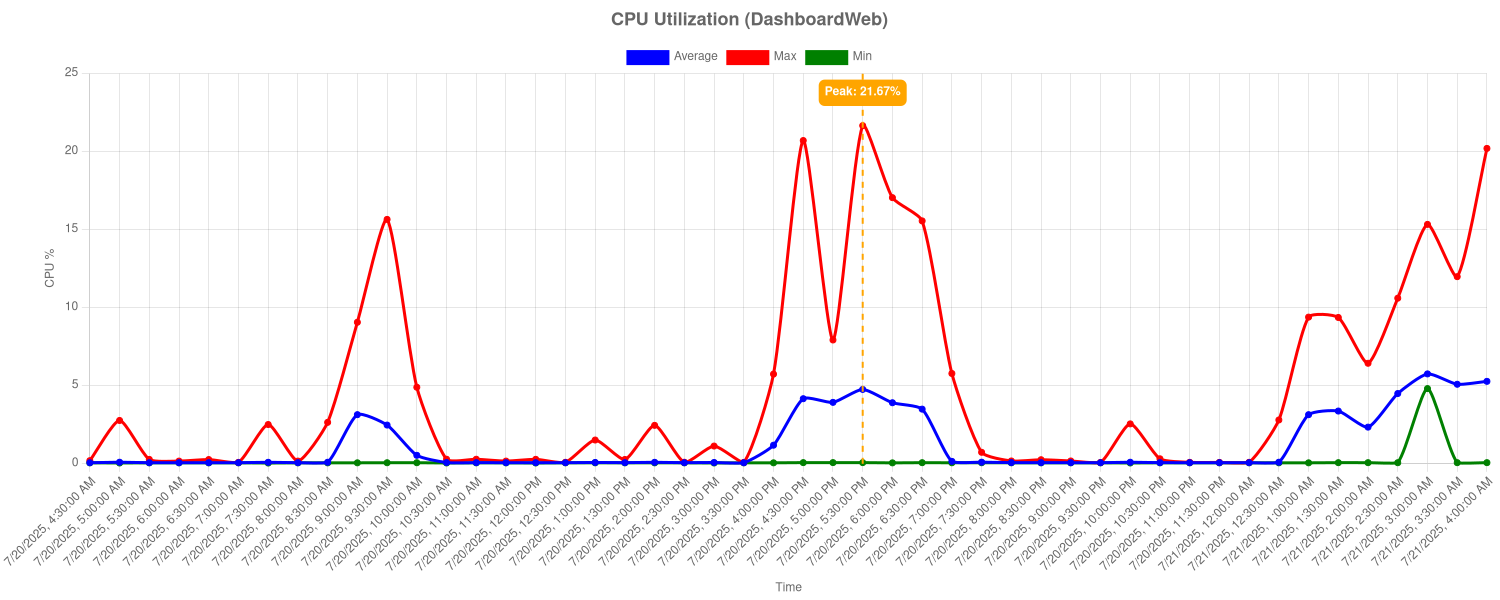 CPU Utilization (DashboardWeb)
Average
Max
Min
Peak: 21.67%
25
20
15
10
5
0
CPU %
7/20/2025, 4:30:00 AM
7/20/2025, 5:00:00 AM
7/20/2025, 5:30:00 AM
7/20/2025, 6:00:00 AM
7/20/2025, 6:30:00 AM
7/20/2025, 7:00:00 AM
7/20/2025, 7:30:00 AM
7/20/2025, 8:00:00 AM
7/20/2025, 8:30:00 AM
7/20/2025, 9:00:00 AM
7/20/2025, 9:30:00 AM
7/20/2025, 10:00:00 AM
7/20/2025, 10:30:00 AM
7/20/2025, 11:00:00 AM
7/20/2025, 11:30:00 AM
7/20/2025, 12:00:00 PM
7/20/2025, 12:30:00 PM
7/20/2025, 1:00:00 PM
7/20/2025, 1:30:00 PM
7/20/2025, 2:00:00 PM
7/20/2025, 2:30:00 PM
7/20/2025, 3:00:00 PM
7/20/2025, 3:30:00 PM
7/20/2025, 4:00:00 PM
7/20/2025, 4:30:00 PM
7/20/2025, 5:00:00 PM
7/20/2025, 5:30:00 PM
7/20/2025, 6:00:00 PM
7/20/2025, 6:30:00 PM
7/20/2025, 7:00:00 PM
7/20/2025, 7:30:00 PM
7/20/2025, 8:00:00 PM
7/20/2025, 8:30:00 PM
7/20/2025, 9:00:00 PM
7/20/2025, 9:30:00 PM
7/20/2025, 10:00:00 PM
7/20/2025, 10:30:00 PM
7/20/2025, 11:00:00 PM
7/20/2025, 11:30:00 PM
7/21/2025, 12:00:00 AM
7/21/2025, 12:30:00 AM
7/21/2025, 1:00:00 AM
7/21/2025, 1:30:00 AM
7/21/2025, 2:00:00 AM
7/21/2025, 2:30:00 AM
7/21/2025, 3:00:00 AM
7/21/2025, 3:30:00 AM
7/21/2025, 4:00:00 AM
Time